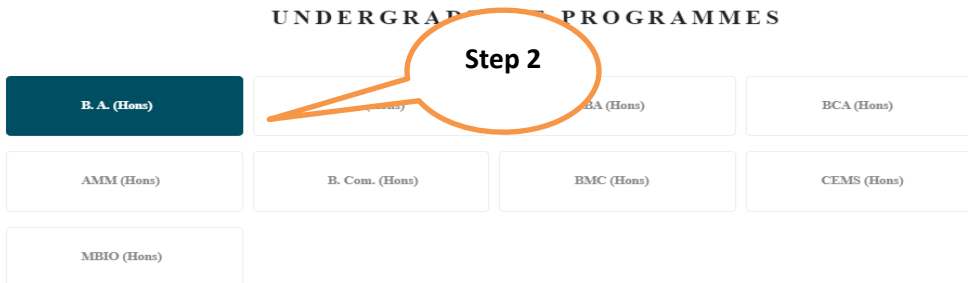 UNDERGRADUATE PROGRAMMES
Step 2
B. A. (Hons)
(Hons)
BA (Hons)
BCA (Hons)
AMM (Hons)
B. Com. (Hons)
BMC (Hons)
CEMS (Hons)
MBIO (Hons)